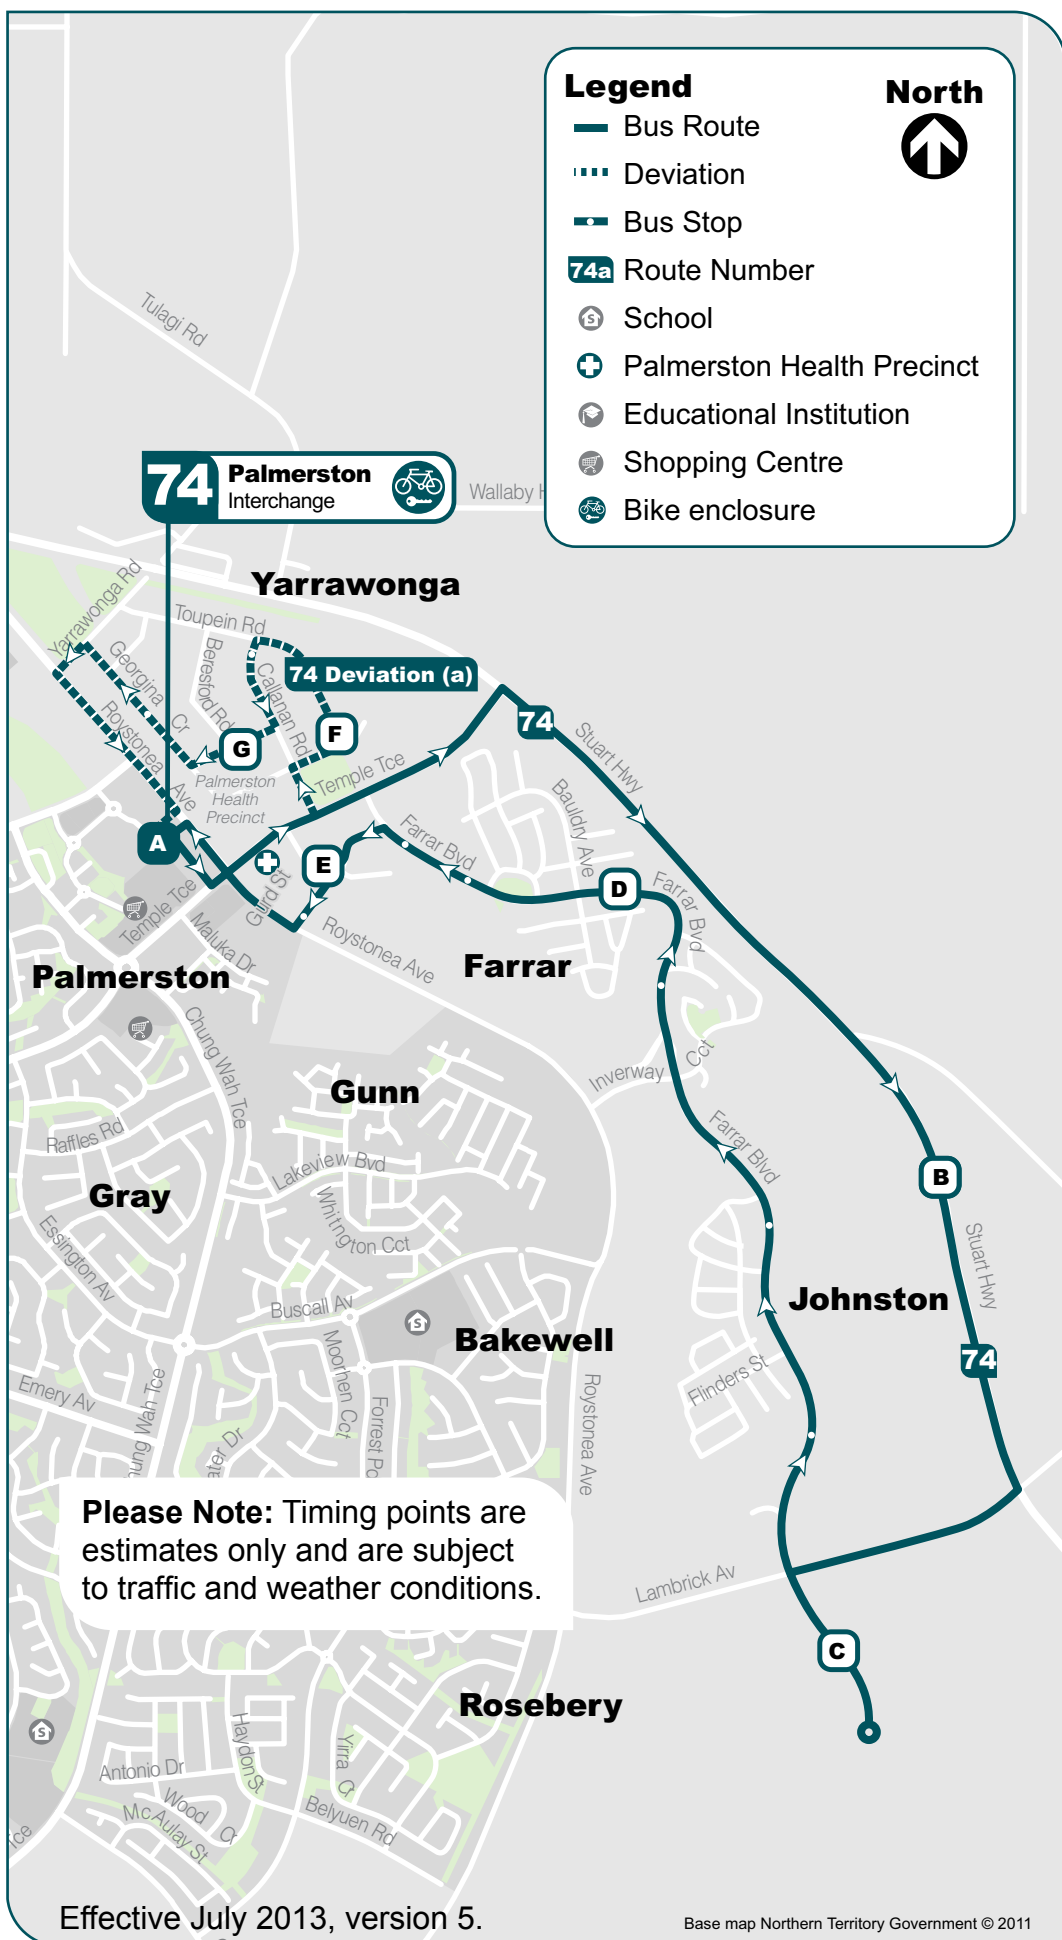 Legend
North
Bus Route
Deviation
Bus Stop
74a Route Number
S School
Palmerston Health Precinct
Educational Institution
Shopping Centre
Bike enclosure
Tulagi Rd
74 Palmerston
Interchange
Wallaby
Yarrawonga
Yarrawonga Rd
Toupein Rd
Georgina Cr
Beresford Rd
Callanan Rd
74 Deviation (a)
Roystonea Ave
G
F
74
Stuart Hwy
Palmerston
Health
Precinct
Temple Tce
Bauldry Ave
A
E
Farrar Bvd
D
Farrar Bvd
Temple Tce
Gurd St
Maluka Dr
Roystonea Ave
Farrar
Palmerston
Chung Wah Tce
Inverway Cct
Gunn
B
Raffles Rd
Farrar Blvd
Lakeview Bvd
Gray
Whitngton Cct
Essington Av
Stuart Hwy
Johnston
Buscall Av
S
Bakewell
74
Moorhen Cct
Flinders St
Emery Av
Forrest
Roystonea Ave
Wah Tce
Dr
Please Note: Timing points are
estimates only and are subject
to traffic and weather conditions.
Lambrick Av
C
Rosebery
S
Haydon St
Yirra Cr
Antonio Dr
Wood Cr
McAulay St
Belyuen Rd
Effective July 2013, version 5.
Base map Northern Territory Government © 2011